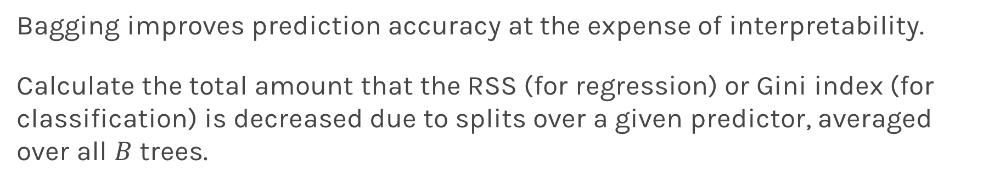 Bagging improves prediction accuracy at the expense of interpretability.
Calculate the total amount that the RSS (for regression) or Gini index (for
classification) is decreased due to splits over a given predictor, averaged
over all B trees.